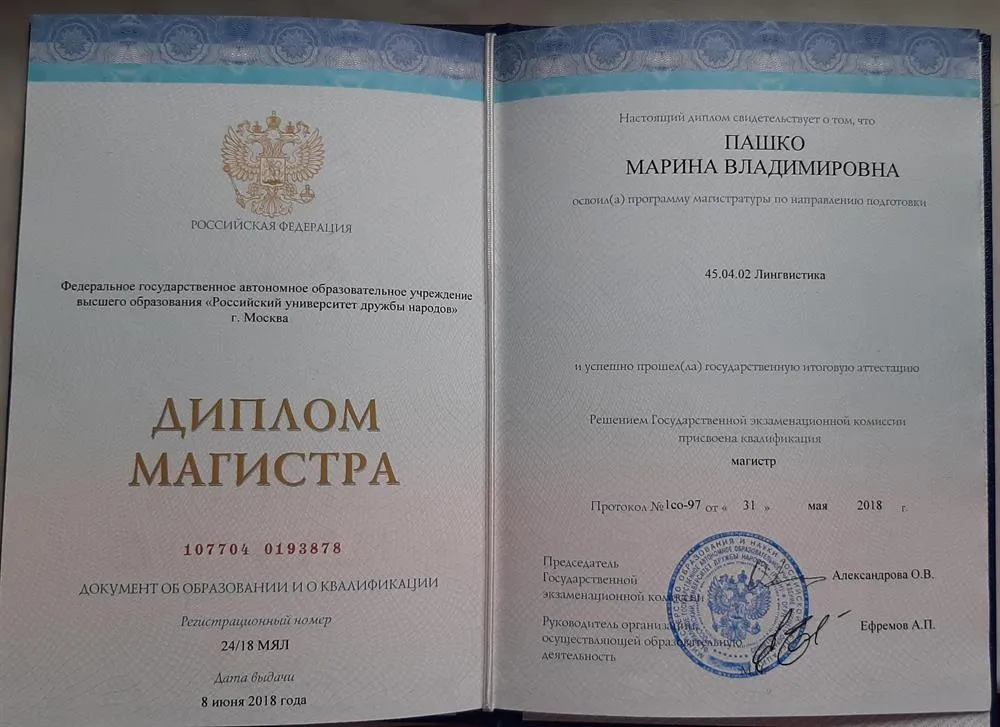 РОССИЙСКАЯ ФЕДЕРАЦИЯ
Федеральное государственное автономное образовательное учреждение
высшего образования «Российский университет дружбы народов»
г. Москва
ДИПЛОМ
МАГИСТРА
107704 0193878
ДОКУМЕНТ ОБ ОБРАЗОВАНИИ И О КВАЛИФИКАЦИИ
Регистрационный номер
24/18 МЯЛ
Дата выдачи
8 июня 2018 года
Настоящий диплом свидетельствует о том, что
ПАШКО
МАРИНА ВЛАДИМИРОВНА
освоил(а) программу магистратуры по направлению подготовки
45.04.02 Лингвистика
и успешно прошел(ла) государственную итоговую аттестацию
Решением Государственной экзаменационной комиссии
присвоена квалификация
магистр
Протокол № 1со-97 от « 31 » мая 2018 г.
Председатель
Государственной
экзаменационной
Александрова О.В.
Руководитель организации,
осуществляющей образовательную
деятельность
Ефремов А.П.